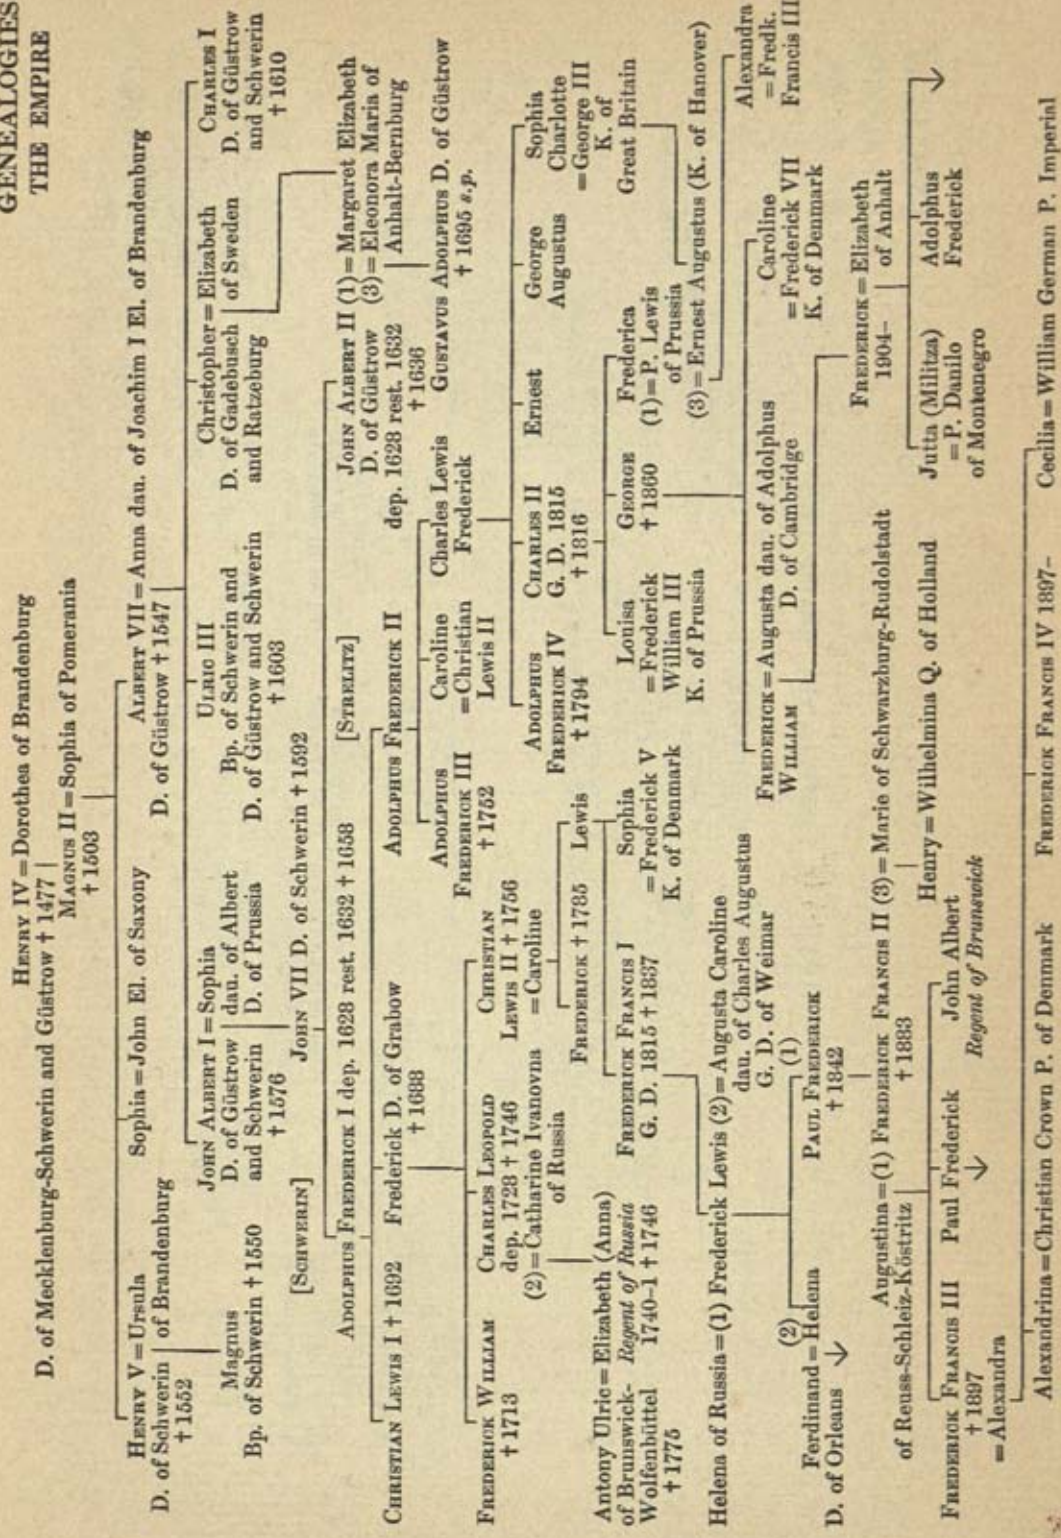 GENEALOGIES
THE EMPIRE
HENRY IV = Dorothea of Brandenburg
D. of Mecklenburg-Schwerin and Güstrow † 1477
MAGNUS II = Sophia of Pomerania
† 1503
HENRY V = Ursula
D. of Schwerin of Brandenburg
† 1552
Sophia = John El. of Saxony
ALBERT VII = Anna dau. of Joachim I El. of Brandenburg
D. of Güstrow † 1547
Magnus
Bp. of Schwerin † 1550
JOHN ALBERT I = Sophia
D. of Güstrow dau. of Albert
and Schwerin D. of Prussia
† 1576
ULRIC III
Bp. of Schwerin and
D. of Güstrow and Schwerin
† 1603
Christopher = Elizabeth
D. of Gadebusch of Sweden
and Ratzeburg
CHARLES I
D. of Güstrow
and Schwerin
† 1610
JOHN VII D. of Schwerin † 1592
[SCHWERIN]
[STRELITZ]
ADOLPHUS FREDERICK I dep. 1628 rest. 1632 † 1658
JOHN ALBERT II (1) = Margaret Elizabeth
D. of Güstrow (3) = Eleonora Maria of
dep. 1628 rest. 1632 Anhalt-Bernburg
† 1636
GUSTAVUS ADOLPHUS D. of Güstrow
† 1695 s.p.
CHRISTIAN LEWIS I † 1692
Frederick D. of Grabow
† 1688
ADOLPHUS FREDERICK II
ADOLPHUS
FREDERICK III
† 1752
Caroline
= Christian
Lewis II
Charles Lewis
Frederick
FREDERICK WILLIAM
† 1713
CHARLES LEOPOLD
dep. 1728 † 1746
(2) = Catharine Ivanovna
of Russia
CHRISTIAN
LEWIS II † 1756
= Caroline
ADOLPHUS
FREDERICK IV
† 1794
CHARLES II
G. D. 1815
† 1816
Ernest
George
Augustus
Sophia
Charlotte
= George III
K. of
Great Britain
FREDERICK † 1785
Lewis
Antony Ulric = Elizabeth (Anna)
of Brunswick- Regent of Russia
Wolfenbüttel 1740-1 † 1746
† 1775
FREDERICK FRANCIS I
G. D. 1815 † 1837
Sophia
= Frederick V
K. of Denmark
Louisa
= Frederick
William III
K. of Prussia
GEORGE
† 1860
Frederica
(1) = P. Lewis
of Prussia
(3) = Ernest Augustus (K. of Hanover)
Helena of Russia = (1) Frederick Lewis (2) = Augusta Caroline
dau. of Charles Augustus
G. D. of Weimar
FREDERICK = Augusta dau. of Adolphus
WILLIAM D. of Cambridge
Caroline
= Frederick VII
K. of Denmark
Alexandra
= Fredk.
Francis III
(2)
Ferdinand = Helena
D. of Orleans
(1)
PAUL FREDERICK
† 1842
FREDERICK = Elizabeth
1904- of Anhalt
Augustina = (1) FREDERICK FRANCIS II (3) = Marie of Schwarzburg-Rudolstadt
of Reuss-Schleiz-Köstritz † 1883
Henry = Wilhelmina Q. of Holland
Jutta (Militza)
= P. Danilo
of Montenegro
Adolphus
Frederick
FREDERICK FRANCIS III
† 1897
= Alexandra
Paul Frederick
John Albert
Regent of Brunswick
Alexandrina = Christian Crown P. of Denmark
FREDERICK FRANCIS IV 1897-
Cecilia = William German P. Imperial